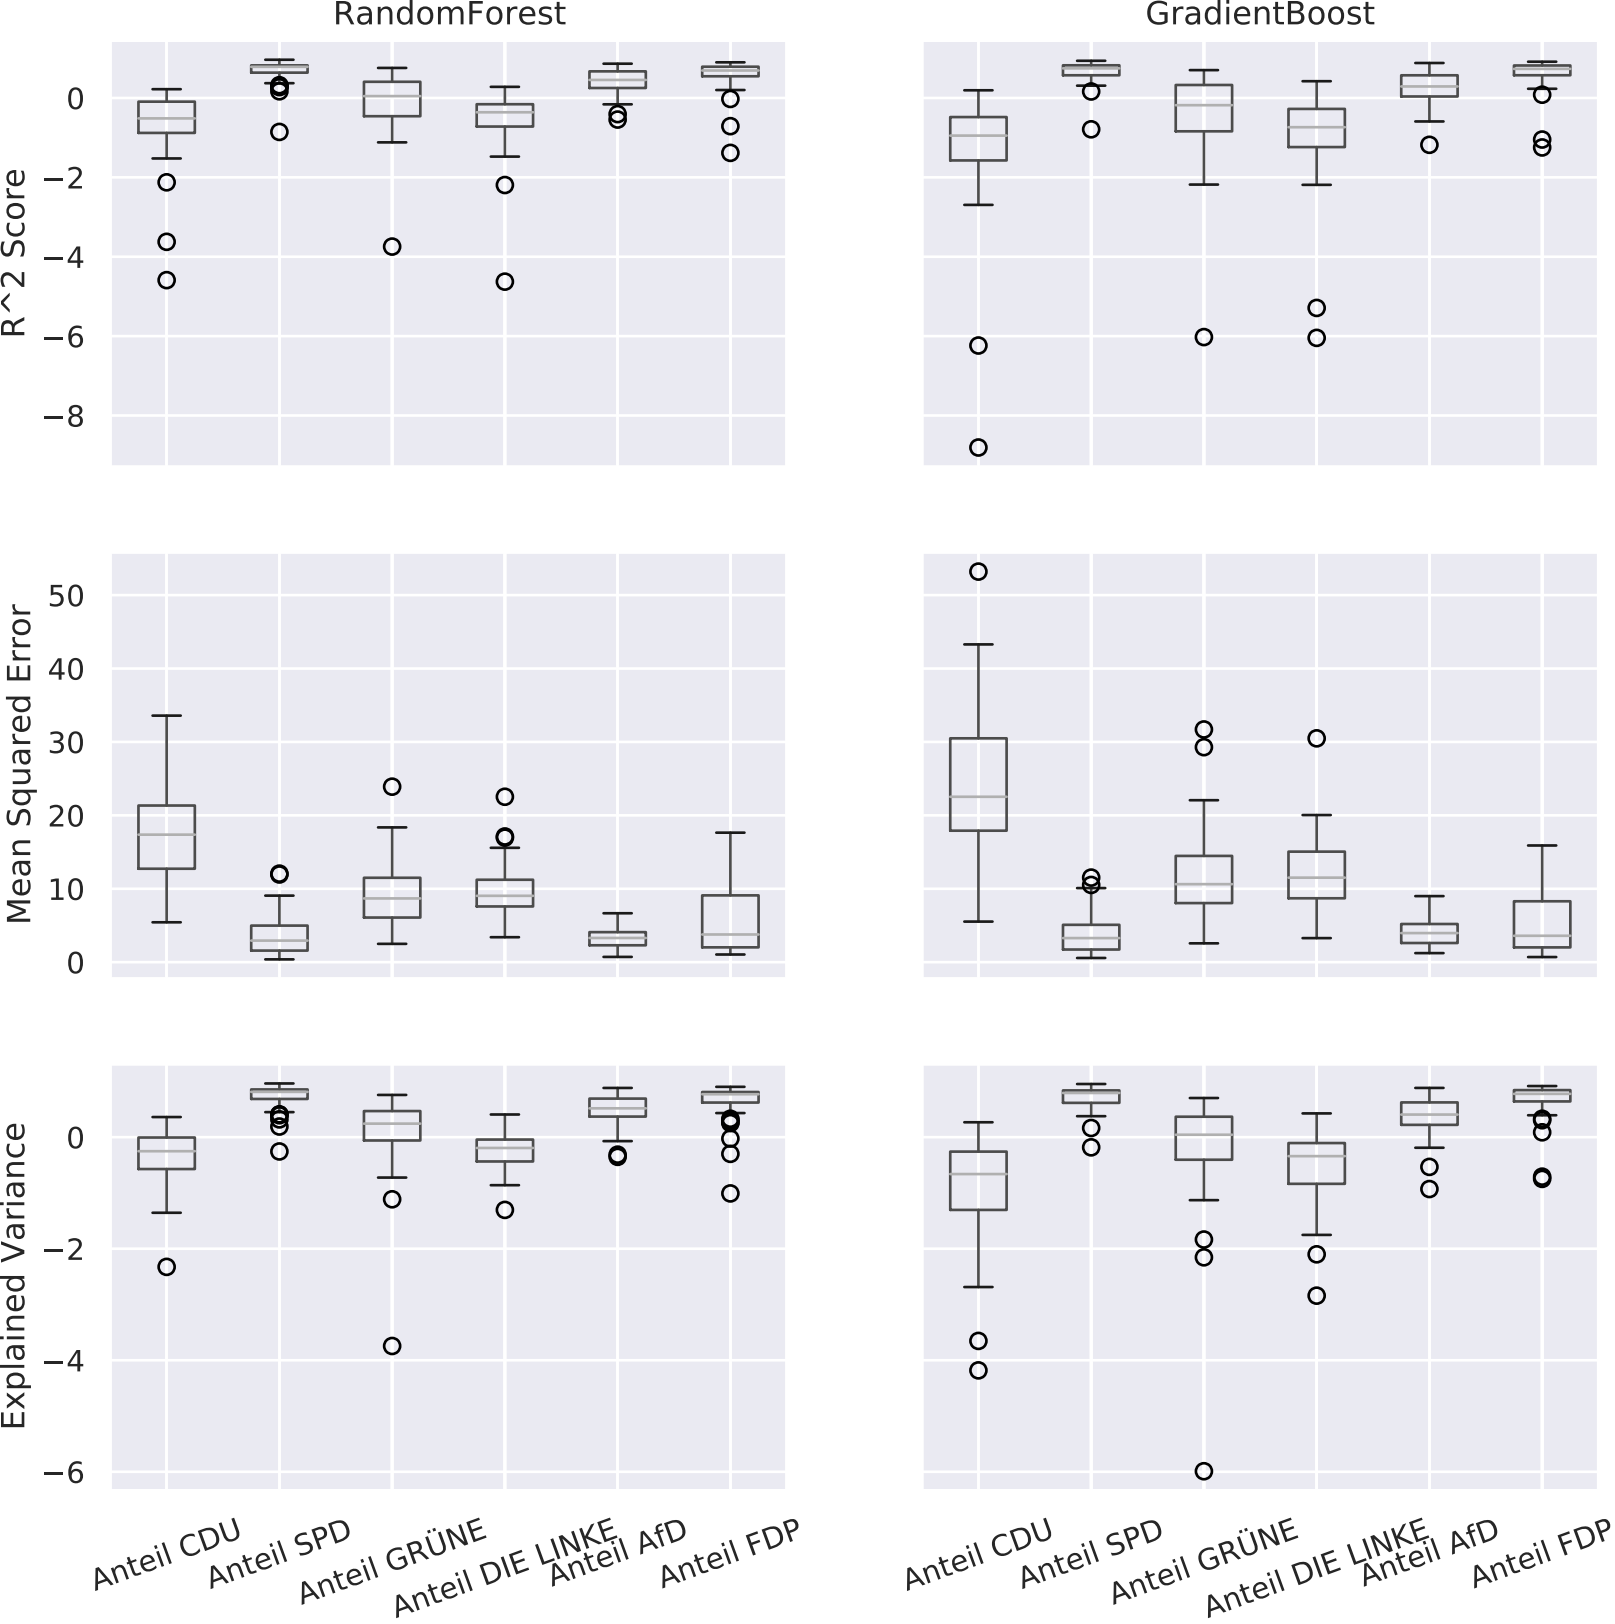 RandomForest
GradientBoost
R^2 Score
0
−2
−4
−6
−8
Mean Squared Error
50
40
30
20
10
0
Explained Variance
0
−2
−4
−6
Anteil CDU
Anteil SPD
Anteil GRÜNE
Anteil DIE LINKE
Anteil AfD
Anteil FDP
Anteil CDU
Anteil SPD
Anteil GRÜNE
Anteil DIE LINKE
Anteil AfD
Anteil FDP